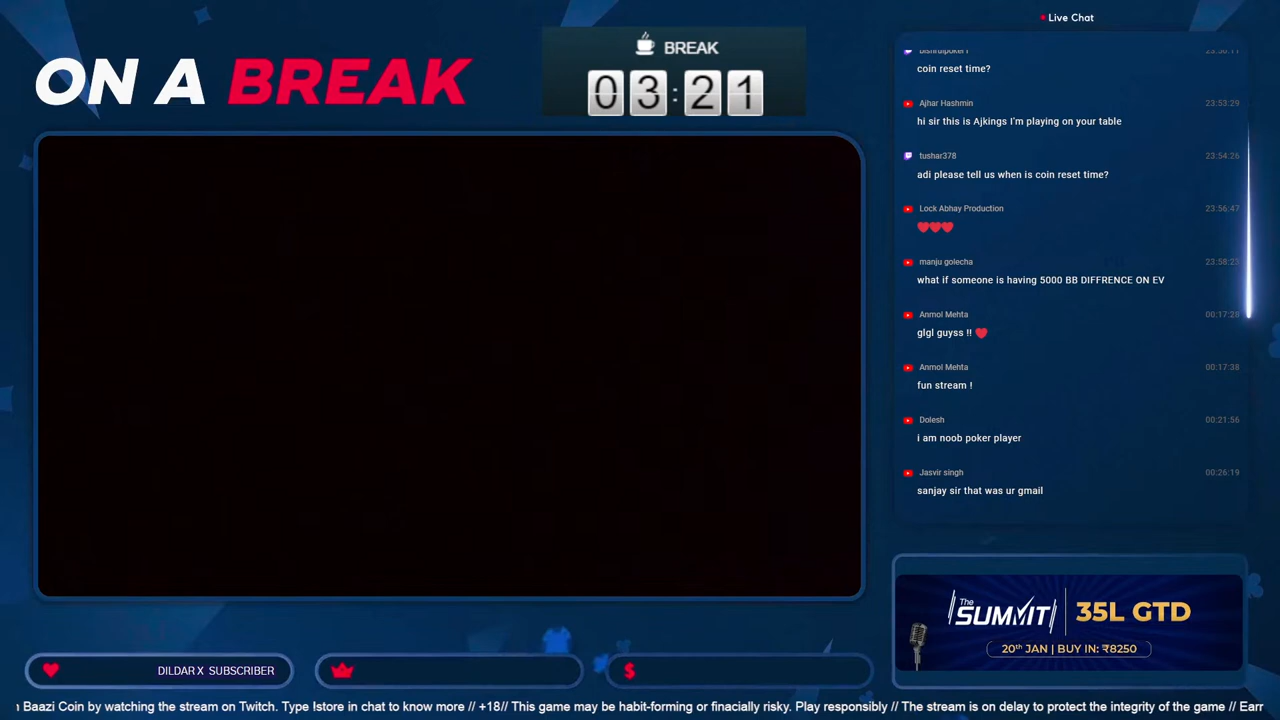 Live Chat
ON A BREAK
BREAK
03:21
coin reset time?
Ajhar Hashmin 23:53:29
hi sir this is Ajkings I'm playing on your table
tushar378 23:54:26
adi please tell us when is coin reset time?
Lock Abhay Production 23:56:47
❤️❤️❤️
manju golecha 23:58:23
what if someone is having 5000 BB DIFFRENCE ON EV
Anmol Mehta 00:17:28
glgl guyss !! ❤️
Anmol Mehta 00:17:38
fun stream !
Dolesh 00:21:56
i am noob poker player
Jasvir singh 00:26:19
sanjay sir that was ur gmail
The SUMMIT 35L GTD
20th JAN | BUY IN: ₹8250
DILDAR X SUBSCRIBER
Baazi Coin by watching the stream on Twitch. Type !store in chat to know more // +18// This game may be habit-forming or finacially risky. Play responsibly // The stream is on delay to protect the integrity of the game // Earr